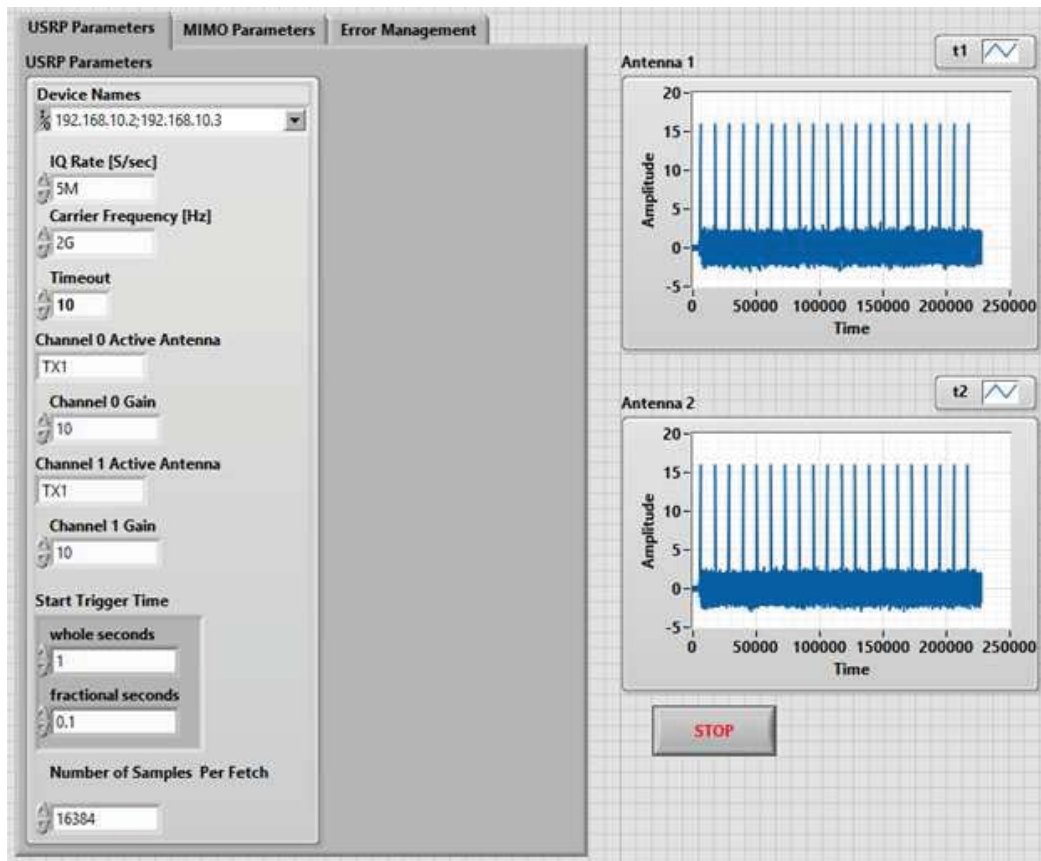 USRP Parameters
MIMO Parameters
Error Management
USRP Parameters
Device Names
192.168.10.2;192.168.10.3
IQ Rate [S/sec]
5M
Carrier Frequency [Hz]
2G
Timeout
10
Channel 0 Active Antenna
TX1
Channel 0 Gain
10
Channel 1 Active Antenna
TX1
Channel 1 Gain
10
Start Trigger Time
whole seconds
1
fractional seconds
0.1
Number of Samples Per Fetch
16384
Antenna 1
t1
20
15
10
5
0
-5
Amplitude
0 50000 100000 150000 200000 250000
Time
Antenna 2
t2
20
15
10
5
0
-5
Amplitude
0 50000 100000 150000 200000 250000
Time
STOP